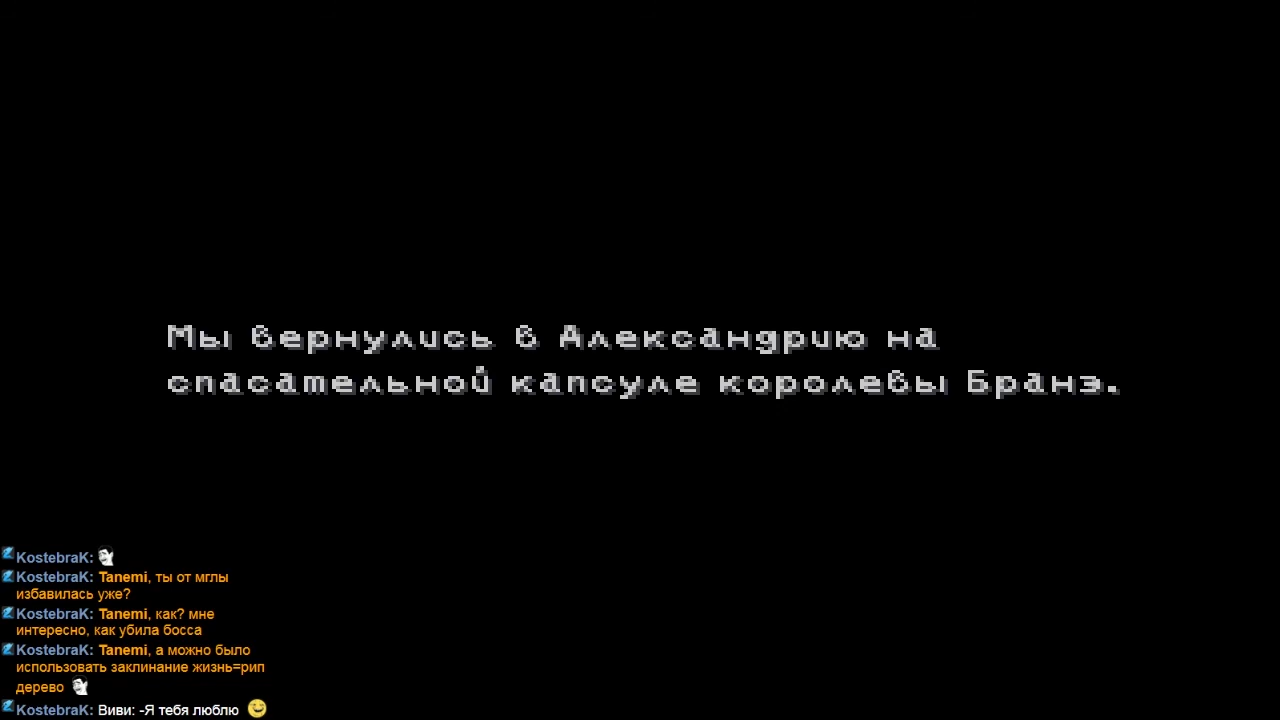 Мы вернулись в Александрию на
спасательной капсуле королевы Бранэ.
KostebraK:
KostebraK: Tanemi, ты от мглы
избавилась уже?
KostebraK: Tanemi, как? мне
интересно, как убила босса
KostebraK: Tanemi, а можно было
использовать заклинание жизнь=рип
дерево
KostebraK: Виви: -Я тебя люблю